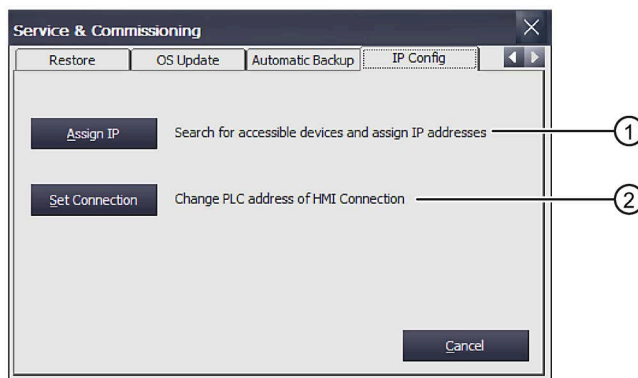 Service & Commissioning
Restore OS Update Automatic Backup IP Config
Assign IP Search for accessible devices and assign IP addresses 1
Set Connection Change PLC address of HMI Connection 2
Cancel